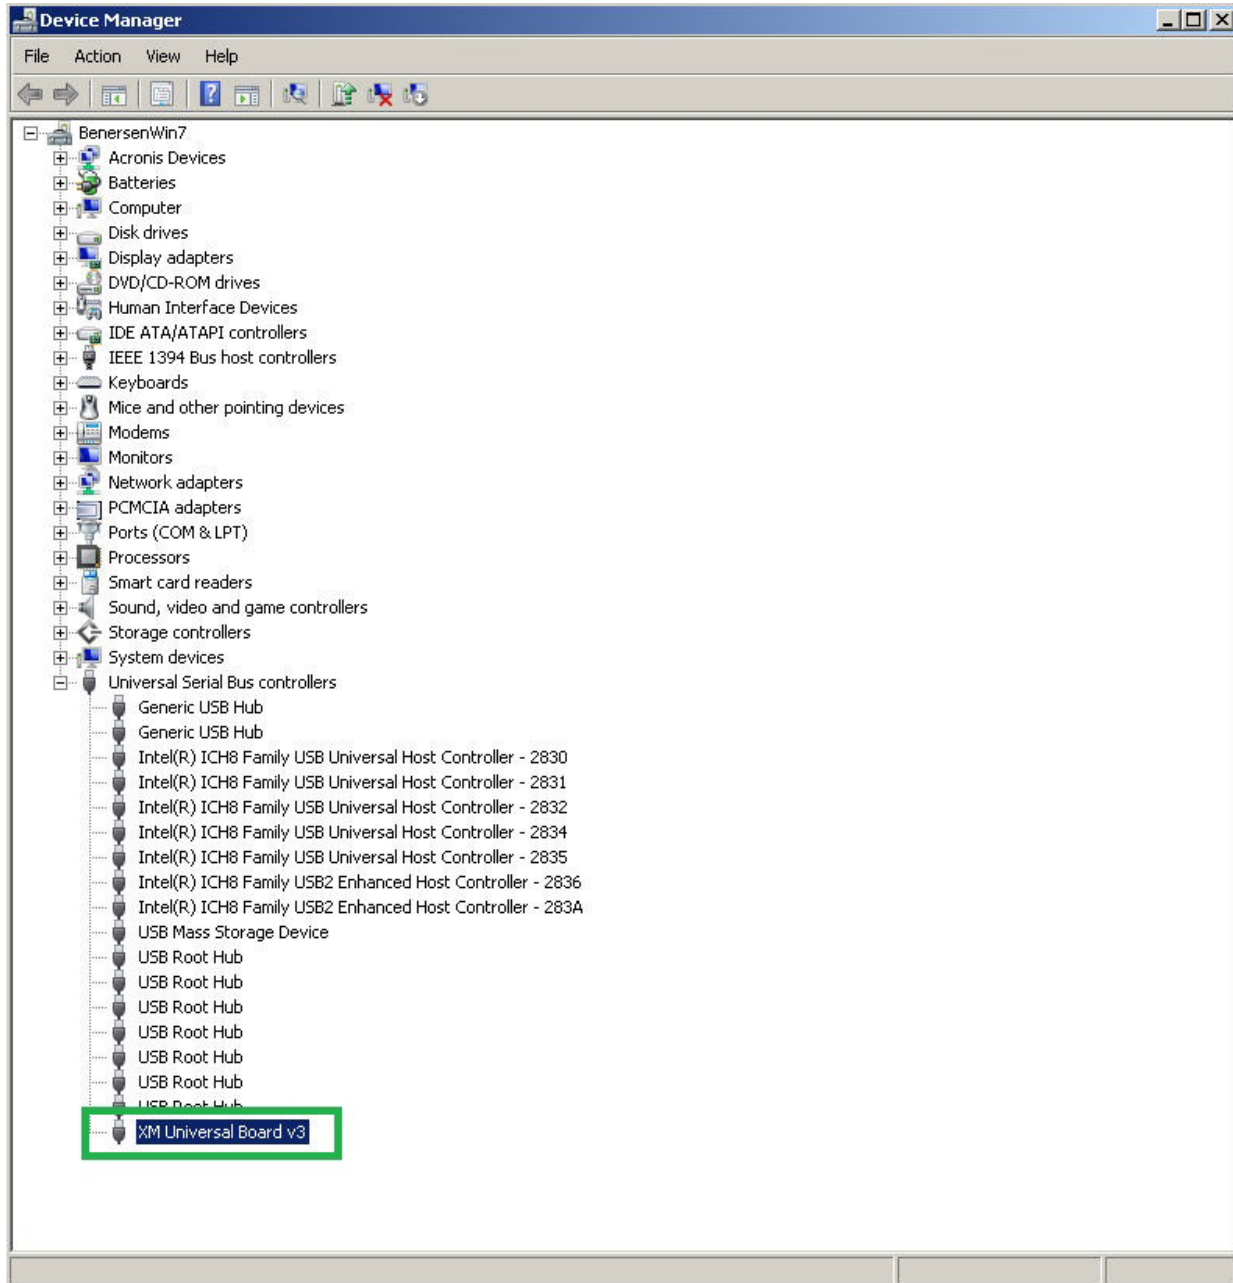 Device Manager
File Action View Help
BenersenWin7
Acronis Devices
Batteries
Computer
Disk drives
Display adapters
DVD/CD-ROM drives
Human Interface Devices
IDE ATA/ATAPI controllers
IEEE 1394 Bus host controllers
Keyboards
Mice and other pointing devices
Modems
Monitors
Network adapters
PCMCIA adapters
Ports (COM & LPT)
Processors
Smart card readers
Sound, video and game controllers
Storage controllers
System devices
Universal Serial Bus controllers
Generic USB Hub
Generic USB Hub
Intel(R) ICH8 Family USB Universal Host Controller - 2830
Intel(R) ICH8 Family USB Universal Host Controller - 2831
Intel(R) ICH8 Family USB Universal Host Controller - 2832
Intel(R) ICH8 Family USB Universal Host Controller - 2834
Intel(R) ICH8 Family USB Universal Host Controller - 2835
Intel(R) ICH8 Family USB2 Enhanced Host Controller - 2836
Intel(R) ICH8 Family USB2 Enhanced Host Controller - 283A
USB Mass Storage Device
USB Root Hub
USB Root Hub
USB Root Hub
USB Root Hub
USB Root Hub
USB Root Hub
USB Root Hub
XM Universal Board v3